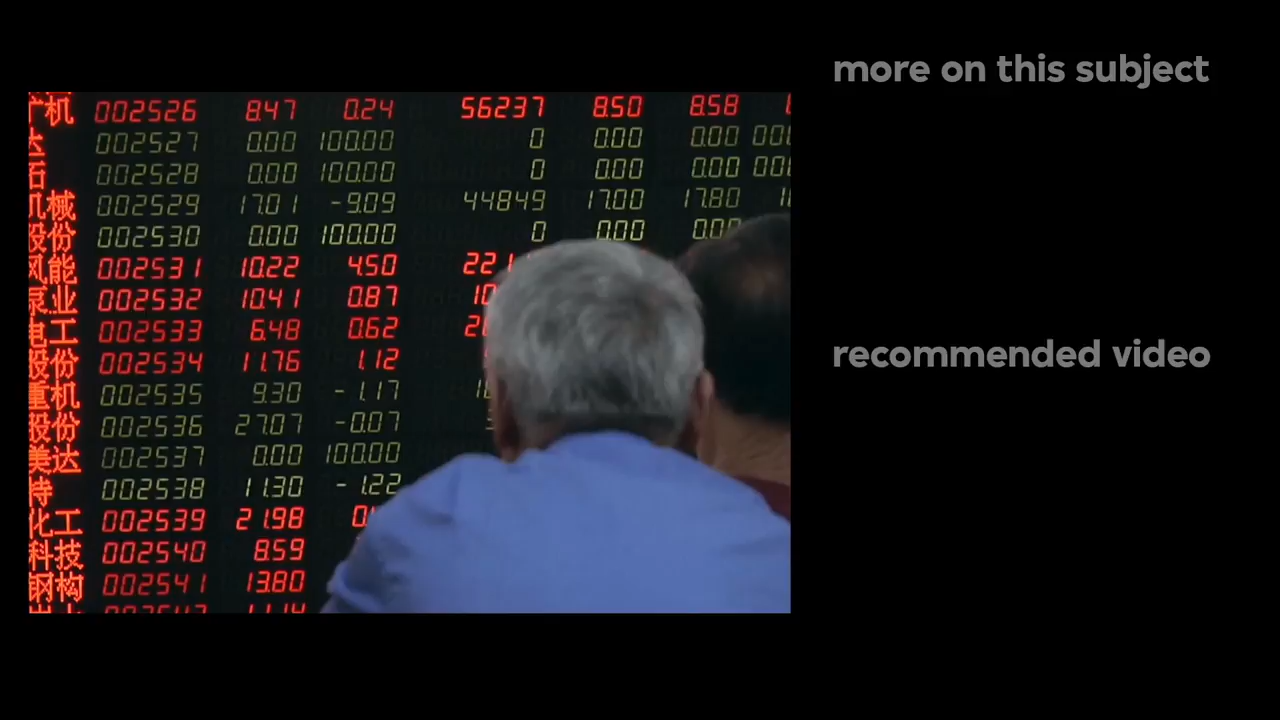 more on this subject
recommended video
矿机 002526 8.47 0.24 56237 8.50 8.58
达 002527 0.00 100.00 0 0.00 0.00
石 002528 0.00 100.00 0 0.00 0.00
机械 002529 17.01 -9.09 44849 17.00 17.80
股份 002530 0.00 100.00 0 0.00 0.00
风能 002531 10.22 4.50 221
泵业 002532 10.41 0.87 10
电工 002533 6.48 0.62
股份 002534 11.76 1.12
重机 002535 9.30 -1.17
股份 002536 27.07 -0.07
美达 002537 0.00 100.00
特 002538 11.30 -1.22
化工 002539 21.98
科技 002540 8.59
钢构 002541 13.80